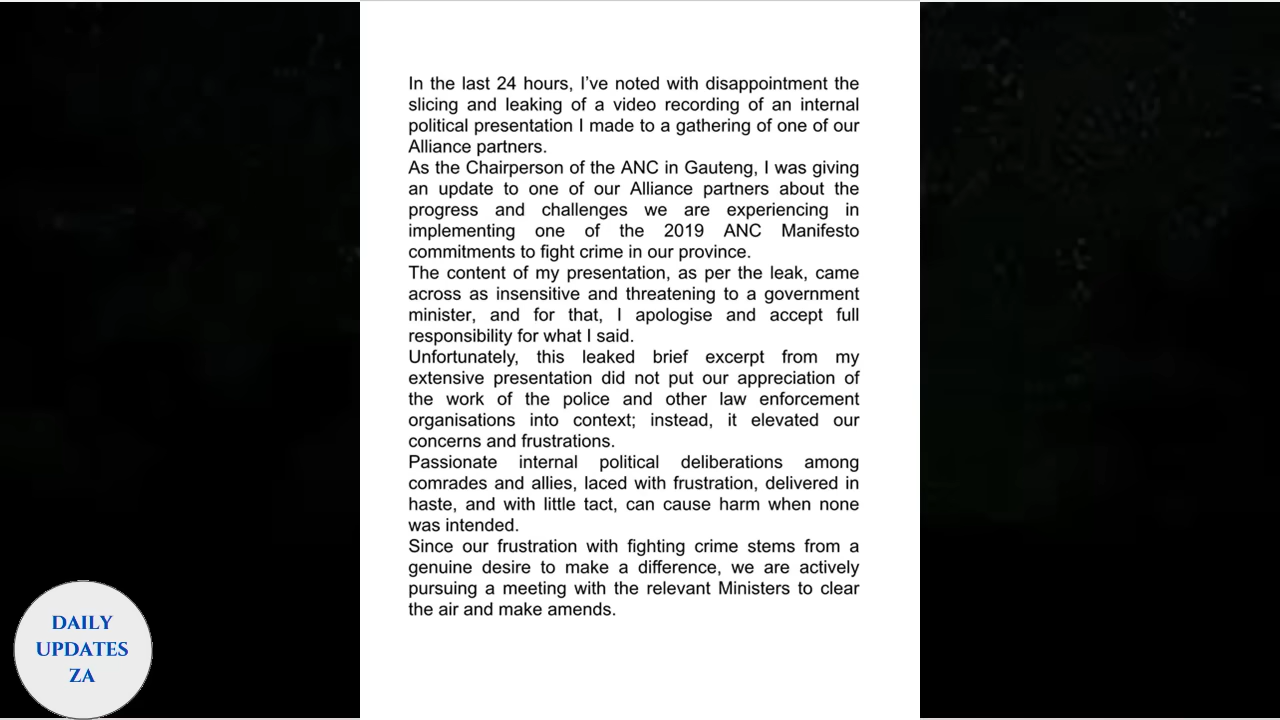 In the last 24 hours, I've noted with disappointment the
slicing and leaking of a video recording of an internal
political presentation I made to a gathering of one of our
Alliance partners.
As the Chairperson of the ANC in Gauteng, I was giving
an update to one of our Alliance partners about the
progress and challenges we are experiencing in
implementing one of the 2019 ANC Manifesto
commitments to fight crime in our province.
The content of my presentation, as per the leak, came
across as insensitive and threatening to a government
minister, and for that, I apologise and accept full
responsibility for what I said.
Unfortunately, this leaked brief excerpt from my
extensive presentation did not put our appreciation of
the work of the police and other law enforcement
organisations into context; instead, it elevated our
concerns and frustrations.
Passionate internal political deliberations among
comrades and allies, laced with frustration, delivered in
haste, and with little tact, can cause harm when none
was intended.
Since our frustration with fighting crime stems from a
genuine desire to make a difference, we are actively
pursuing a meeting with the relevant Ministers to clear
the air and make amends.
DAILY
UPDATES
ZA